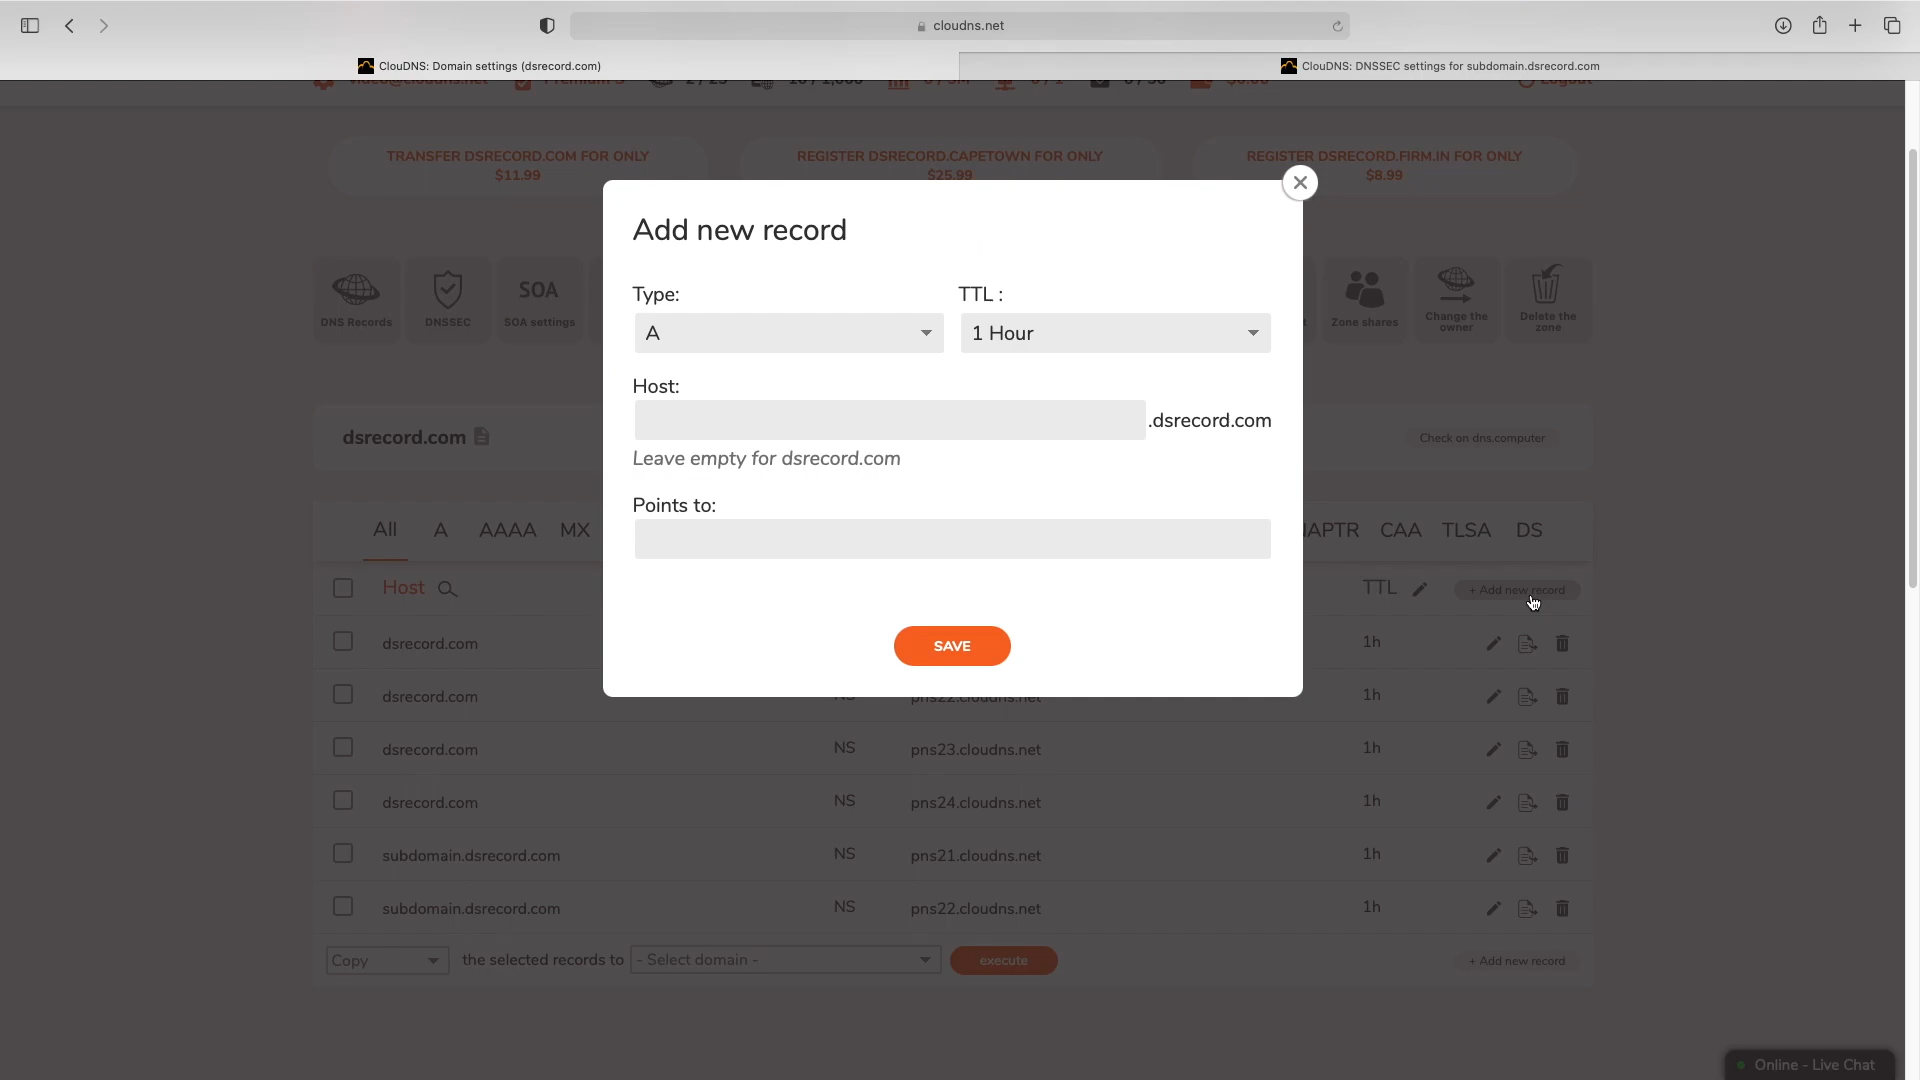 cloudns.net
ClouDNS: Domain settings (dsrecord.com)
ClouDNS: DNSSEC settings for subdomain.dsrecord.com
TRANSFER DSRECORD.COM FOR ONLY
$11.99
REGISTER DSRECORD.CAPETOWN FOR ONLY
$25.99
REGISTER DSRECORD.FIRM.IN FOR ONLY
$8.99
Add new record
Type:
TTL :
A
1 Hour
Host:
.dsrecord.com
Leave empty for dsrecord.com
Points to:
SAVE
DNS Records
DNSSEC
SOA
SOA settings
Zone shares
Change the
owner
Delete the
zone
dsrecord.com
Check on dns.computer
All A AAAA MX CAA TLSA DS
Host
TTL
+ Add new record
dsrecord.com 1h
dsrecord.com NS pns22.cloudns.net 1h
dsrecord.com NS pns23.cloudns.net 1h
dsrecord.com NS pns24.cloudns.net 1h
subdomain.dsrecord.com NS pns21.cloudns.net 1h
subdomain.dsrecord.com NS pns22.cloudns.net 1h
Copy the selected records to - Select domain - execute
+ Add new record
Online - Live Chat